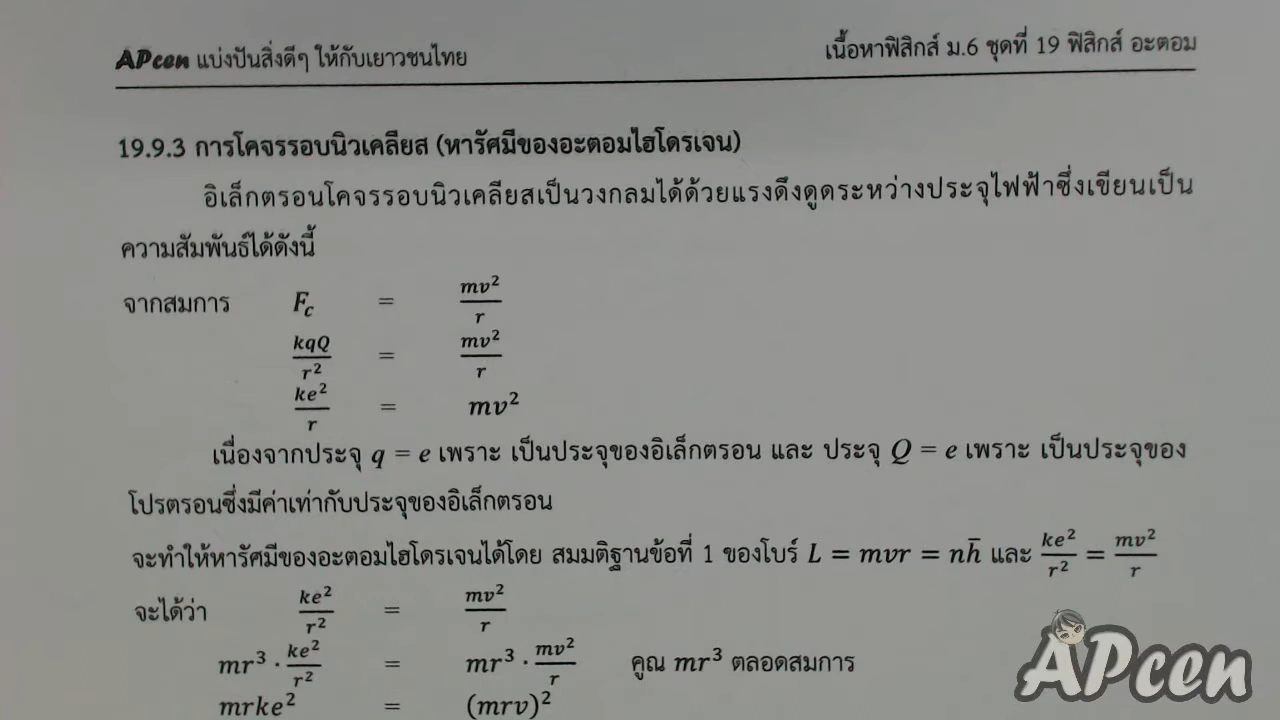 APcen แบ่งปันสิ่งดีๆ ให้กับเยาวชนไทย เนื้อหาฟิสิกส์ ม.6 ชุดที่ 19 ฟิสิกส์ อะตอม
19.9.3 การโคจรรอบนิวเคลียส (หารัศมีของอะตอมไฮโดรเจน)
อิเล็กตรอนโคจรรอบนิวเคลียสเป็นวงกลมได้ด้วยแรงดึงดูดระหว่างประจุไฟฟ้าซึ่งเขียนเป็น
ความสัมพันธ์ได้ดังนี้
จากสมการ F_c = mv²/r
kqQ/r² = mv²/r
ke²/r = mv²
เนื่องจากประจุ q = e เพราะ เป็นประจุของอิเล็กตรอน และ ประจุ Q = e เพราะ เป็นประจุของ
โปรตรอนซึ่งมีค่าเท่ากับประจุของอิเล็กตรอน
จะทำให้หารัศมีของอะตอมไฮโดรเจนได้โดย สมมติฐานข้อที่ 1 ของโบร์ L = mvr = nh̄ และ ke²/r² = mv²/r
จะได้ว่า ke²/r² = mv²/r
mr³ · ke²/r² = mr³ · mv²/r คูณ mr³ ตลอดสมการ
mrke² = (mrv)²
APcen